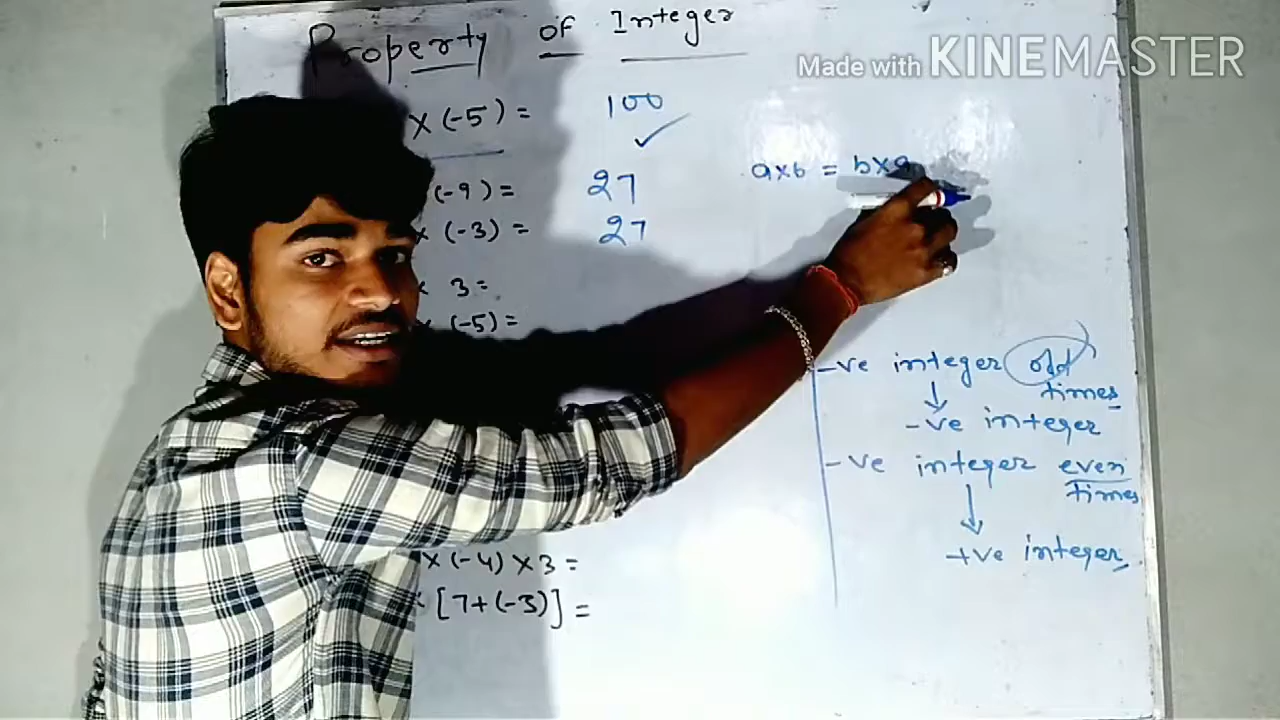 Property of Integer
Made with KINEMASTER
× (-5) = 100
a×b = b×a
(-9) = 27
× (-3) = 27
× 3 =
× (-5) =
-ve integer odd
times
-ve integer
-ve integer even
times
+ve integer
× (-4) × 3 =
× [7+(-3)] =